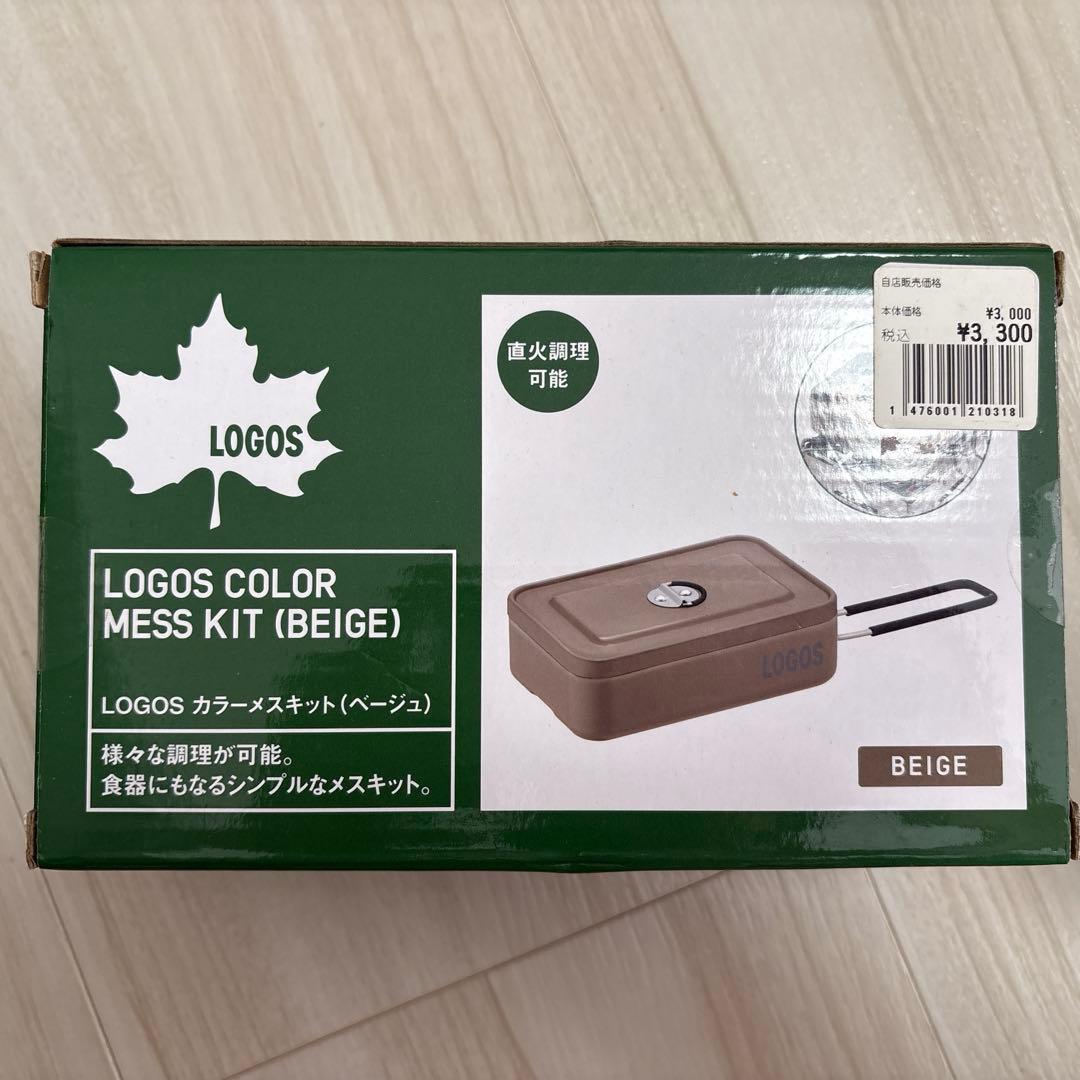 LOGOS
LOGOS COLOR
MESS KIT (BEIGE)
LOGOS カラーメスキット(ベージュ)
様々な調理が可能。
食器にもなるシンプルなメスキット。
直火調理
可能
自店販売価格
本体価格 ¥3,000
税込 ¥3,300
1 476001 210318
LOGOS
BEIGE